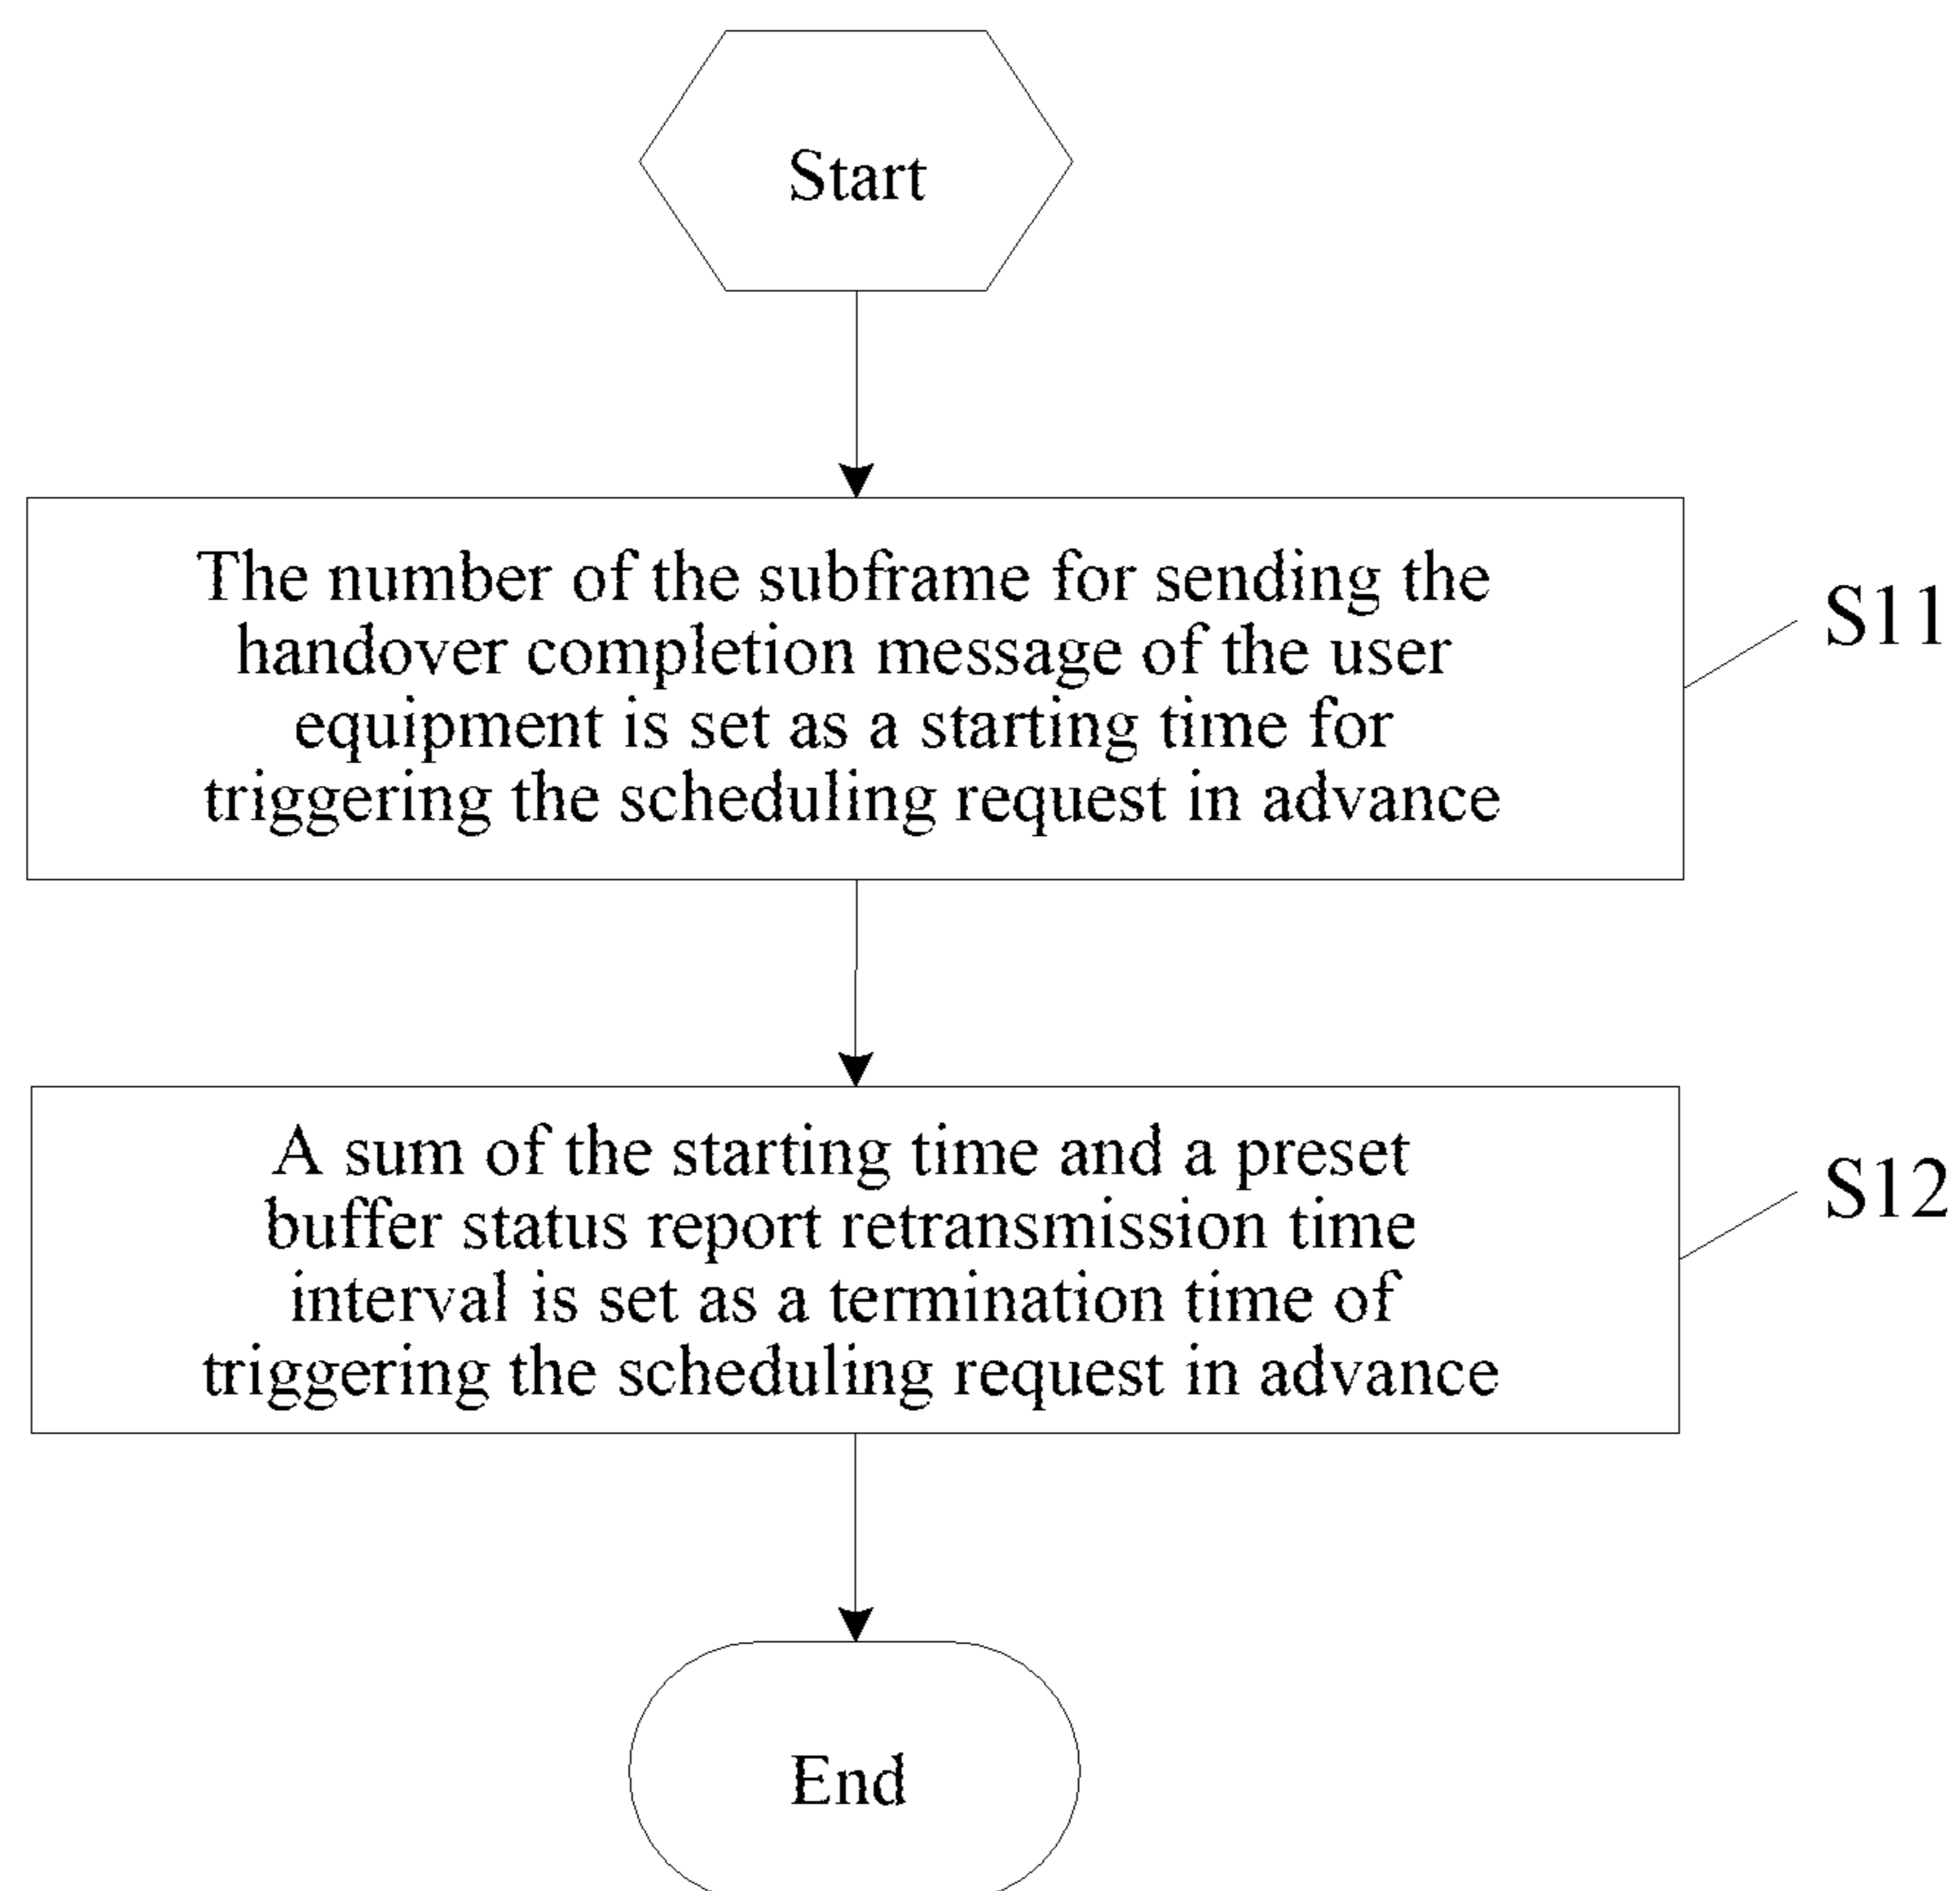 Start
The number of the subframe for sending the
handover completion message of the user
equipment is set as a starting time for
triggering the scheduling request in advance
S11
A sum of the starting time and a preset
buffer status report retransmission time
interval is set as a termination time of
triggering the scheduling request in advance
S12
End